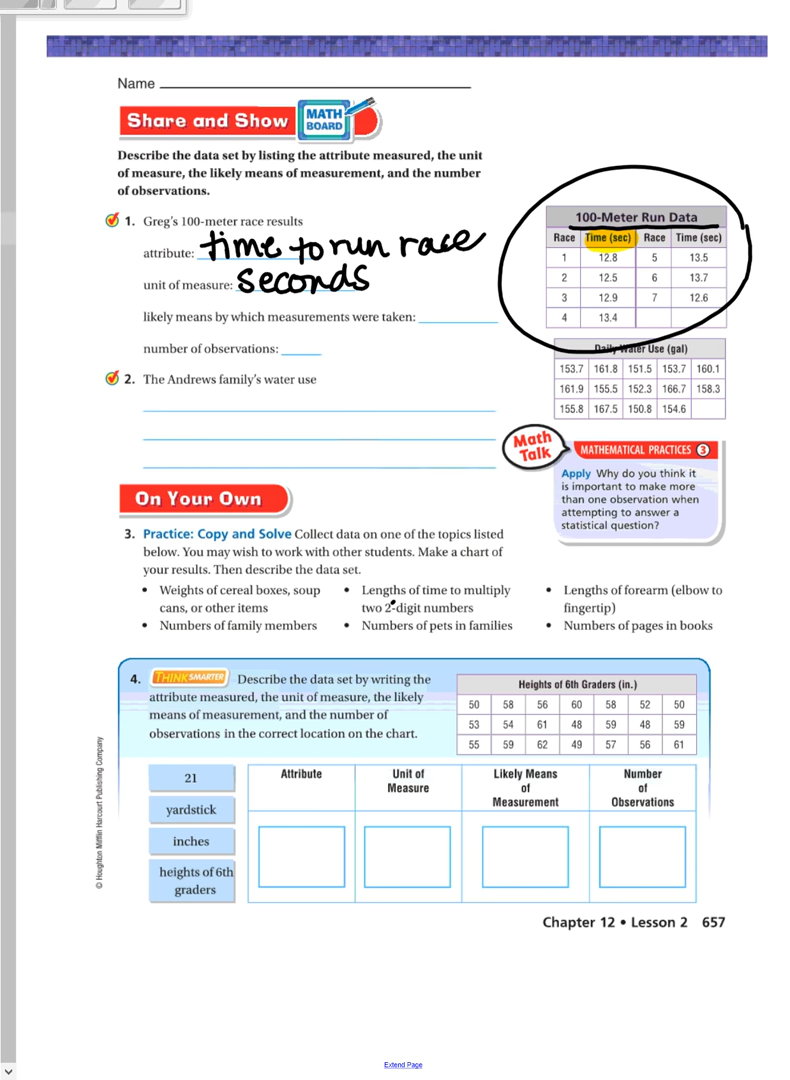 Name
Share and Show
MATH
BOARD
Describe the data set by listing the attribute measured, the unit
of measure, the likely means of measurement, and the number
of observations.
1. Greg's 100-meter race results
attribute: time to run race
unit of measure: seconds
likely means by which measurements were taken:
number of observations:
100-Meter Run Data
Race Time (sec) Race Time (sec)
1 12.8 5 13.5
2 12.5 6 13.7
3 12.9 7 12.6
4 13.4
2. The Andrews family's water use
Daily Water Use (gal)
153.7 161.8 151.5 153.7 160.1
161.9 155.5 152.3 166.7 158.3
155.8 167.5 150.8 154.6
Math
Talk
MATHEMATICAL PRACTICES 3
Apply Why do you think it
is important to make more
than one observation when
attempting to answer a
statistical question?
On Your Own
3. Practice: Copy and Solve Collect data on one of the topics listed
below. You may wish to work with other students. Make a chart of
your results. Then describe the data set.
• Weights of cereal boxes, soup
cans, or other items
• Numbers of family members
• Lengths of time to multiply
two 2-digit numbers
• Numbers of pets in families
• Lengths of forearm (elbow to
fingertip)
• Numbers of pages in books
4. THINK SMARTER Describe the data set by writing the
attribute measured, the unit of measure, the likely
means of measurement, and the number of
observations in the correct location on the chart.
Heights of 6th Graders (in.)
50 58 56 60 58 52 50
53 54 61 48 59 48 59
55 59 62 49 57 56 61
21
yardstick
inches
heights of 6th
graders
Attribute
Unit of
Measure
Likely Means
of
Measurement
Number
of
Observations
© Houghton Mifflin Harcourt Publishing Company
Chapter 12 • Lesson 2 657
Extend Page